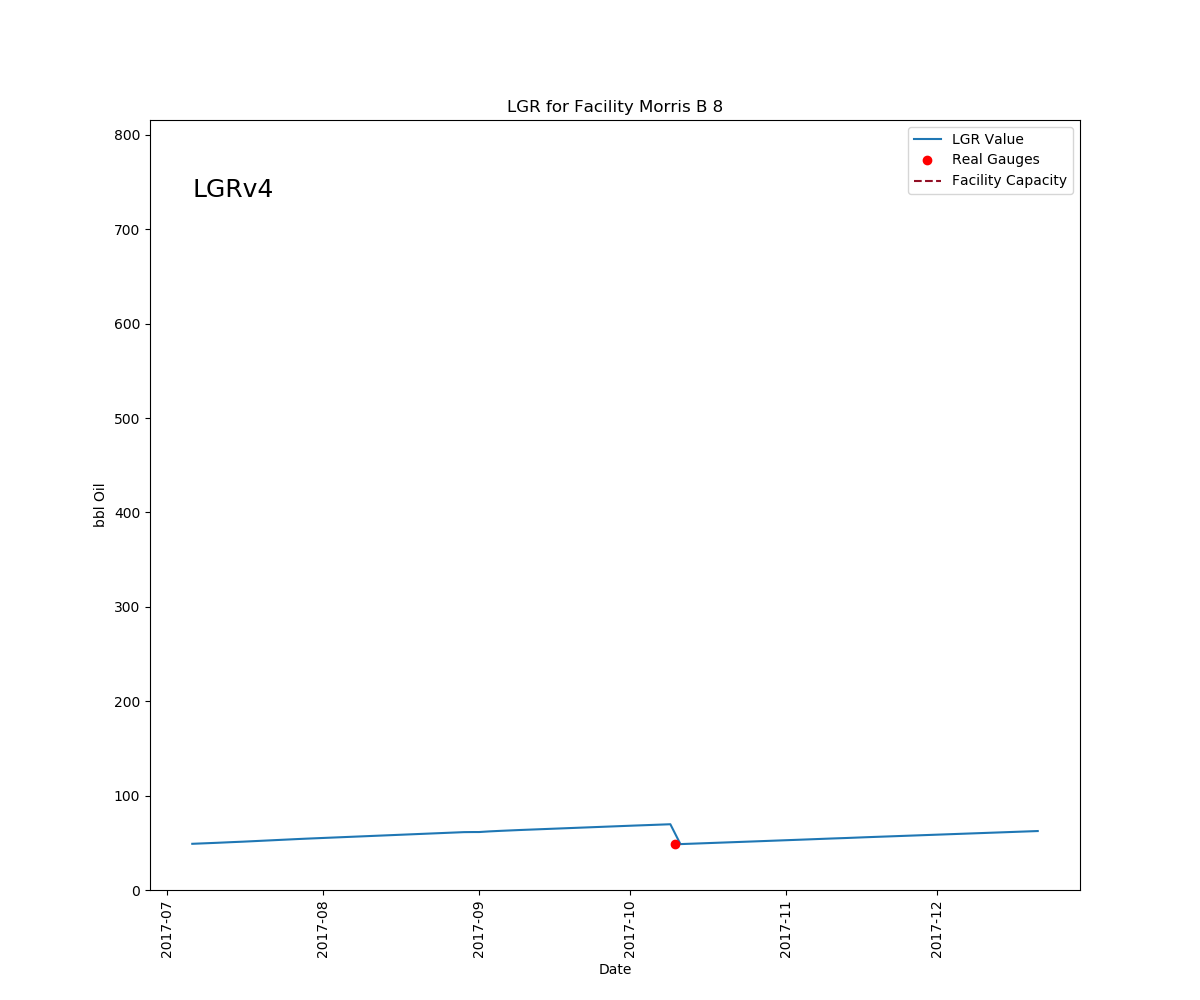 LGR for Facility Morris B 8
LGR Value
Real Gauges
Facility Capacity
LGRv4
bbl Oil
800
700
600
500
400
300
200
100
0
2017-07
2017-08
2017-09
2017-10
2017-11
2017-12
Date